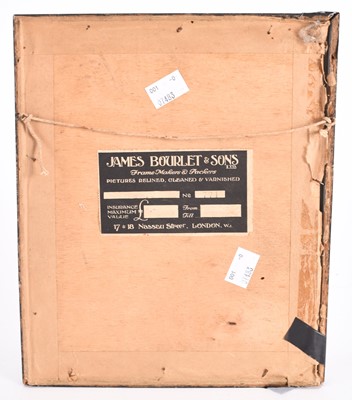 JAMES BOURLET & SONS
LTD.
Frame Makers & Packers
PICTURES RELINED, CLEANED & VARNISHED
No
INSURANCE
MAXIMUM
VALUE £
From
Till
17 & 18 Nassau Street, LONDON, W.1